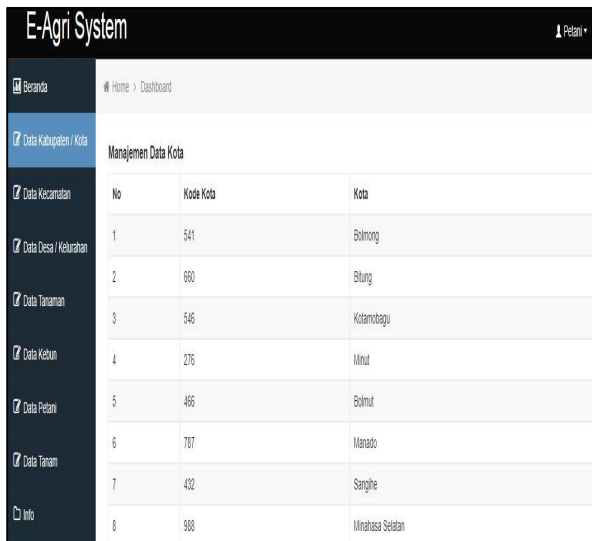 E-Agri System
Petani
Beranda
Home > Dashboard
Data Kabupaten / Kota
Manajemen Data Kota
Data Kecamatan
No Kode Kota Kota
Data Desa / Kelurahan
1 541 Bolmong
2 660 Bitung
Data Tanaman
3 546 Kotamobagu
Data Kebun
4 276 Minut
Data Petani
5 466 Bolmut
6 787 Manado
Data Tanam
7 432 Sangihe
Info
8 988 Minahasa Selatan